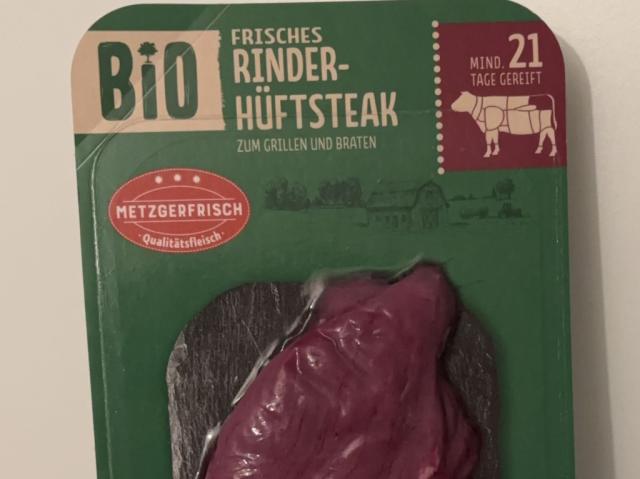 BIO
FRISCHES
RINDER-
HÜFTSTEAK
ZUM GRILLEN UND BRATEN
MIND. 21
TAGE GEREIFT
METZGERFRISCH
· Qualitätsfleisch ·